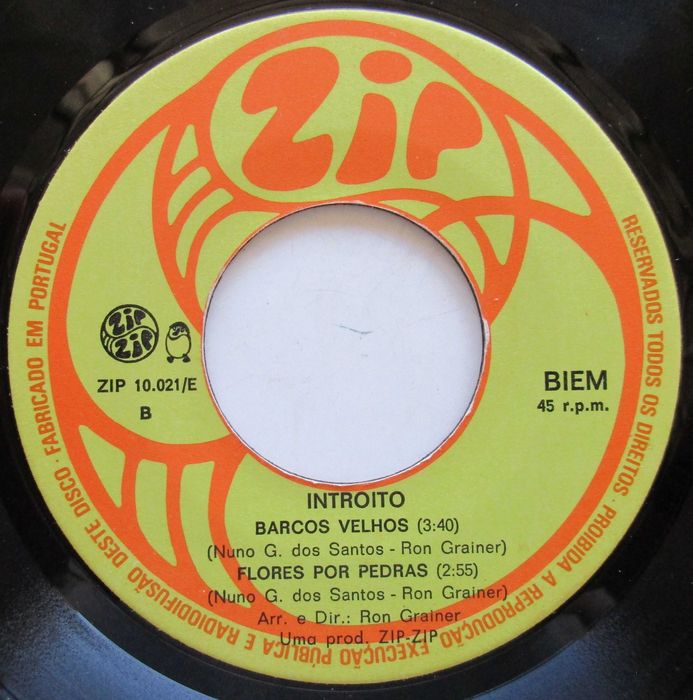 ZIP
ZIP
ZIP
ZIP 10.021/E
B
BIEM
45 r.p.m.
INTROITO
BARCOS VELHOS (3:40)
(Nuno G. dos Santos - Ron Grainer)
FLORES POR PEDRAS (2:55)
(Nuno G. dos Santos - Ron Grainer)
Arr. e Dir.: Ron Grainer
Uma prod. ZIP-ZIP
RESERVADOS TODOS OS DIREITOS · PROIBIDA A REPRODUÇÃO EXECUÇÃO PÚBLICA E RADIODIFUSÃO DESTE DISCO · FABRICADO EM PORTUGAL